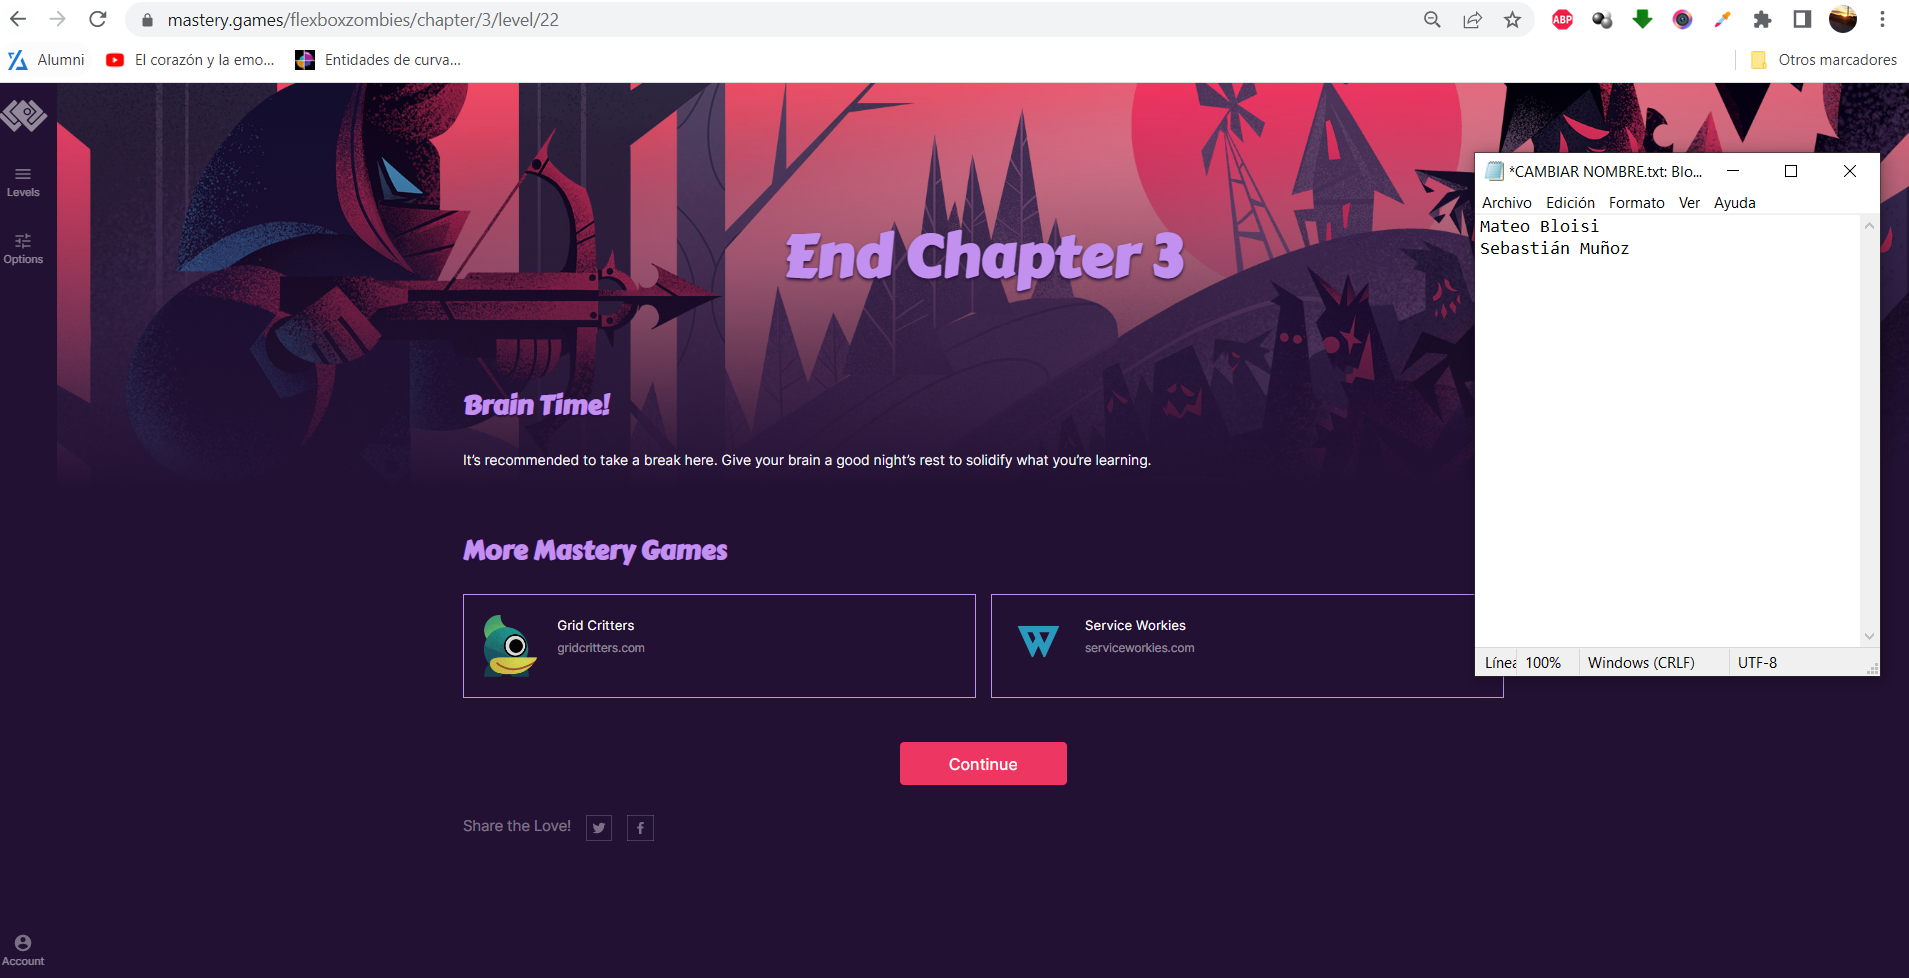 mastery.games/flexboxzombies/chapter/3/level/22
ABP
Alumni
El corazón y la emo...
Entidades de curva...
Otros marcadores
Levels
Options
End Chapter 3
Brain Time!
It's recommended to take a break here. Give your brain a good night's rest to solidify what you're learning.
More Mastery Games
Grid Critters
gridcritters.com
Service Workies
serviceworkies.com
Continue
Share the Love!
Account
*CAMBIAR NOMBRE.txt: Blo...
Archivo Edición Formato Ver Ayuda
Mateo Bloisi
Sebastián Muñoz
Línea 100% Windows (CRLF) UTF-8